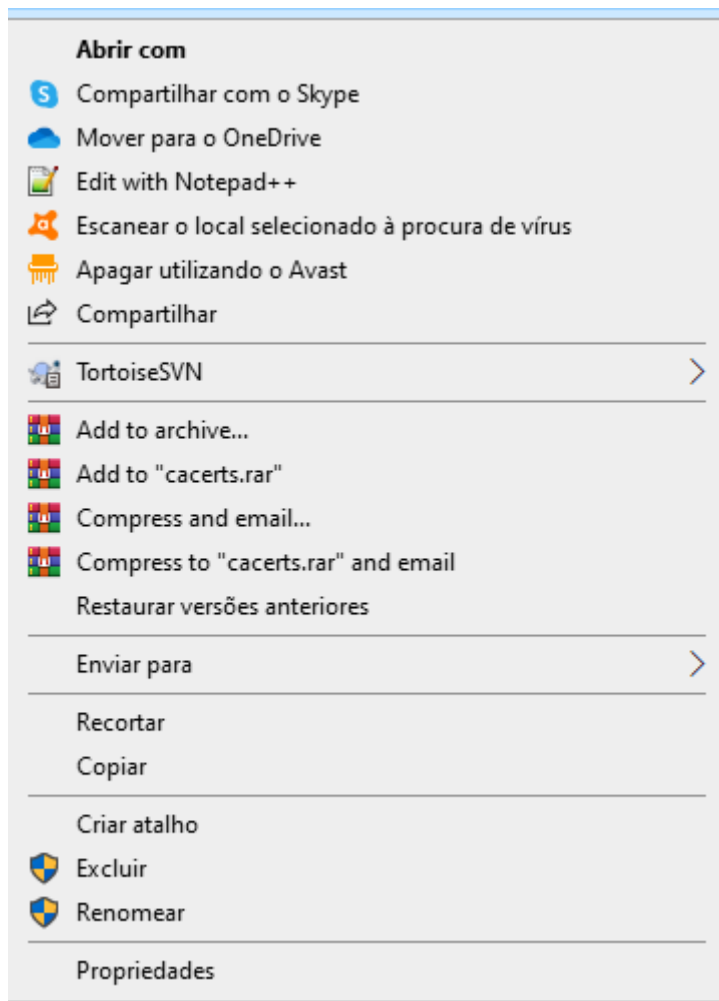 Abrir com
Compartilhar com o Skype
Mover para o OneDrive
Edit with Notepad++
Escanear o local selecionado à procura de vírus
Apagar utilizando o Avast
Compartilhar
TortoiseSVN
Add to archive...
Add to "cacerts.rar"
Compress and email...
Compress to "cacerts.rar" and email
Restaurar versões anteriores
Enviar para
Recortar
Copiar
Criar atalho
Excluir
Renomear
Propriedades